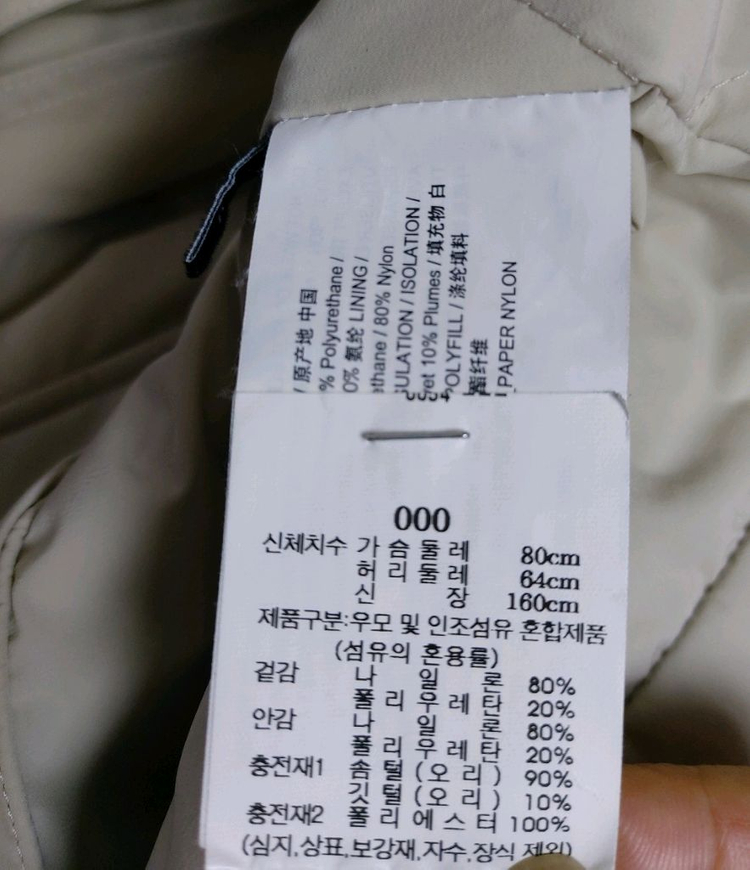 / 原产地 中国
% Polyurethane /
0% 氨纶 LINING /
ethane / 80% Nylon
ULATION / ISOLATION /
vet 10% Plumes / 填充物 白
POLYFILL / 涤纶填料
酯纤维
PAPER NYLON
000
신체치수 가슴둘레 80cm
허리둘레 64cm
신장 160cm
제품구분:우모 및 인조섬유 혼합제품
(섬유의 혼용률)
겉감 나일론 80%
폴리우레탄 20%
안감 나일론 80%
폴리우레탄 20%
충전재1 솜털(오리) 90%
깃털(오리) 10%
충전재2 폴리에스터 100%
(심지,상표,보강재,자수,장식 제외)